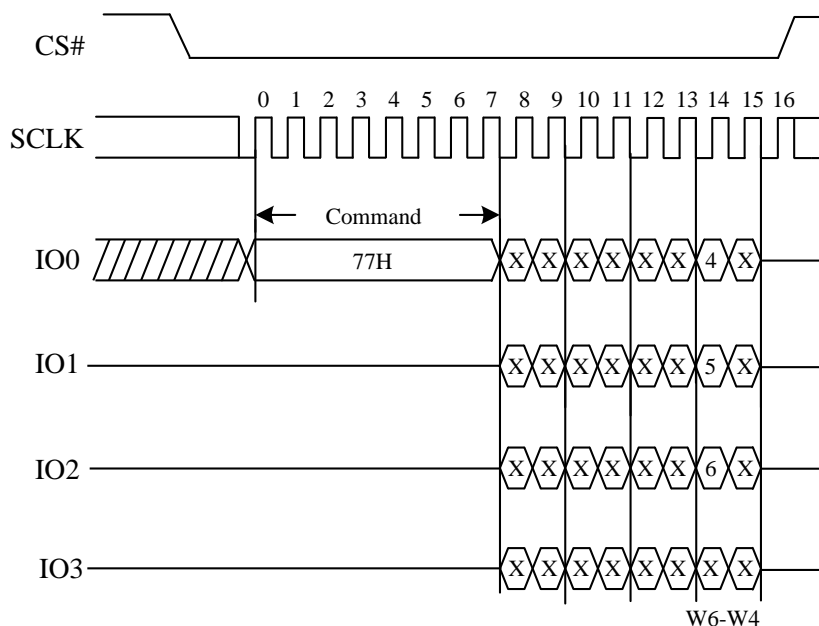 CS#
0 1 2 3 4 5 6 7 8 9 10 11 12 13 14 15 16
SCLK
Command
IO0 77H X X X X X X 4 X
IO1 X X X X X X 5 X
IO2 X X X X X X 6 X
IO3 X X X X X X X X
W6-W4